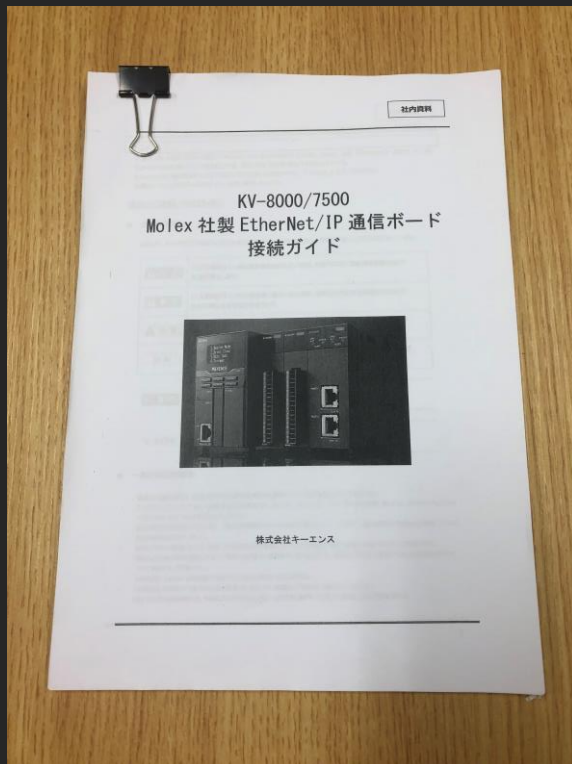 社内資料
KV-8000/7500
Molex 社製 EtherNet/IP 通信ボード
接続ガイド
株式会社キーエンス